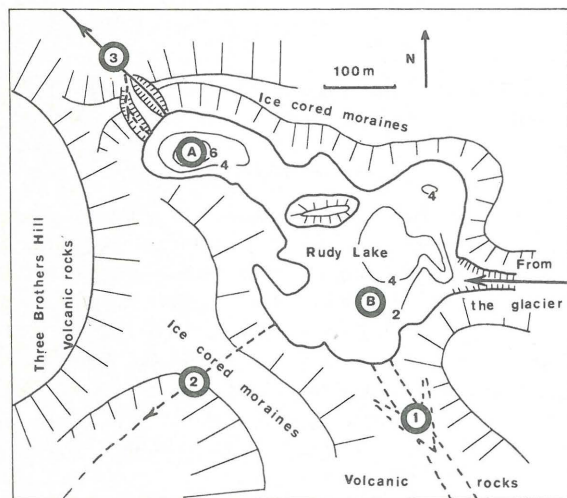 3
N
100 m
Ice cored moraines
A
6
4
4
Rudy Lake
From
4
the glacier
B
2
Three Brothers Hill
Volcanic rocks
Ice cored moraines
2
1
Volcanic rocks